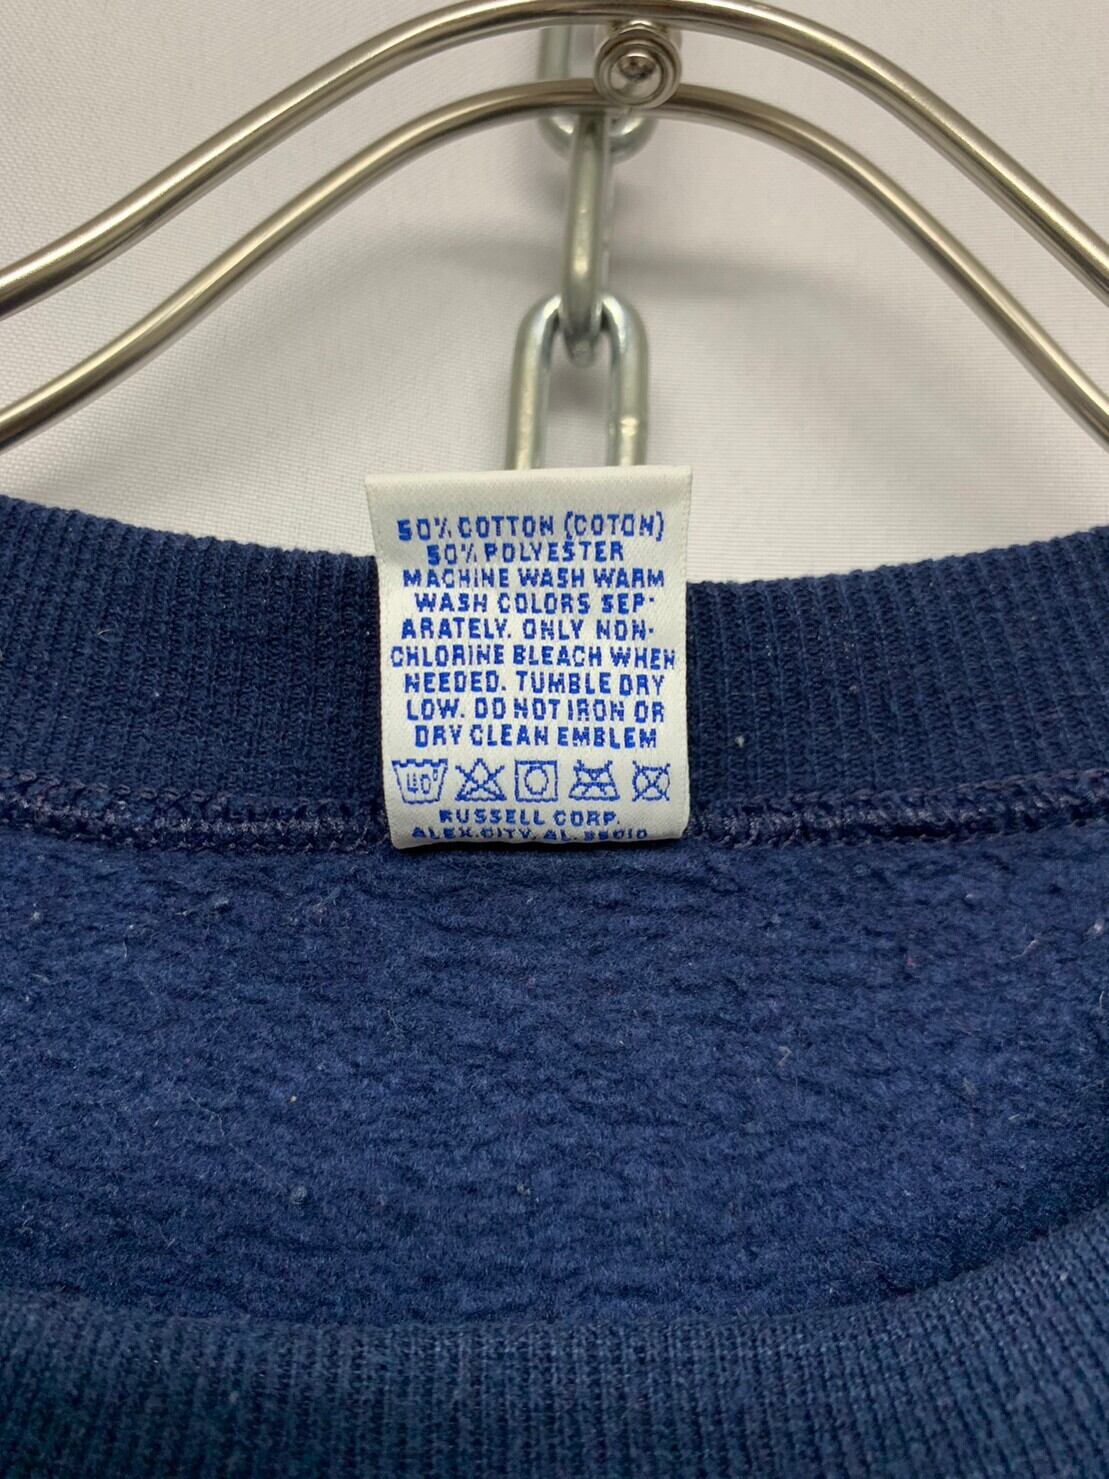 50% COTTON (COTON)
50% POLYESTER
MACHINE WASH WARM
WASH COLORS SEP-
ARATELY. ONLY NON-
CHLORINE BLEACH WHEN
NEEDED. TUMBLE DRY
LOW. DO NOT IRON OR
DRY CLEAN EMBLEM
40°
RUSSELL CORP.
ALEX.CITY, AL.